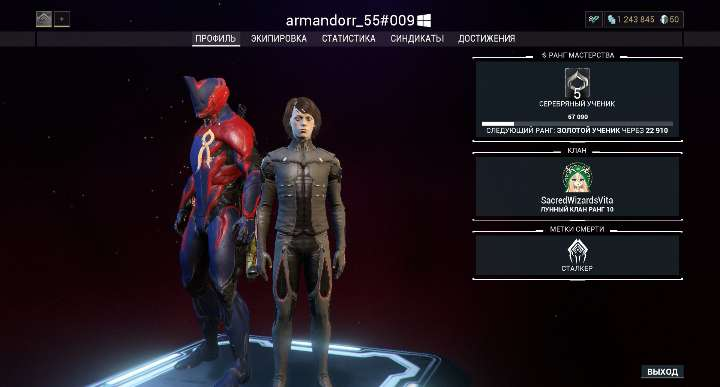 armandorr_55#009
1 243 845 50
ПРОФИЛЬ ЭКИПИРОВКА СТАТИСТИКА СИНДИКАТЫ ДОСТИЖЕНИЯ
РАНГ МАСТЕРСТВА
5
СЕРЕБРЯНЫЙ УЧЕНИК
67 090
СЛЕДУЮЩИЙ РАНГ: ЗОЛОТОЙ УЧЕНИК ЧЕРЕЗ 22 910
КЛАН
SacredWizardsVita
ЛУННЫЙ КЛАН РАНГ 10
МЕТКИ СМЕРТИ
СТАЛКЕР
ВЫХОД